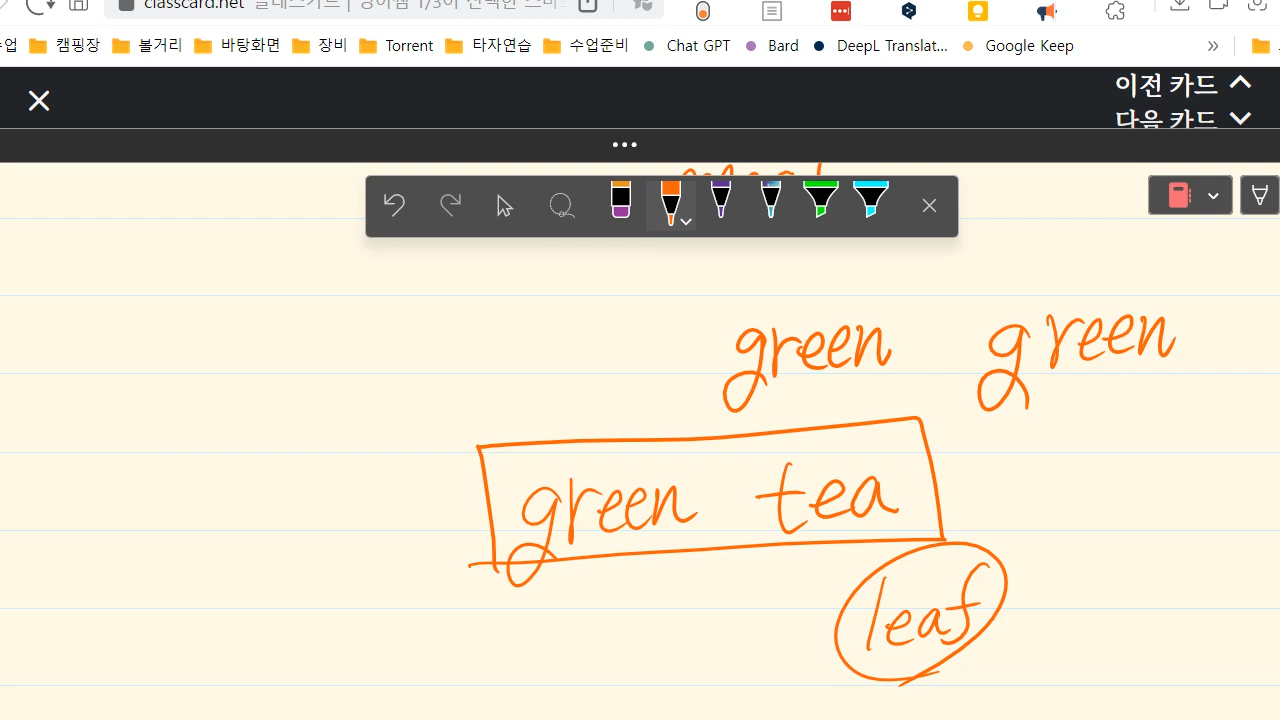 classcard.net
업 캠핑장 볼거리 바탕화면 장비 Torrent 타자연습 수업준비 Chat GPT Bard DeepL Translat... Google Keep »
이전 카드
다음 카드
green green
green tea
leaf